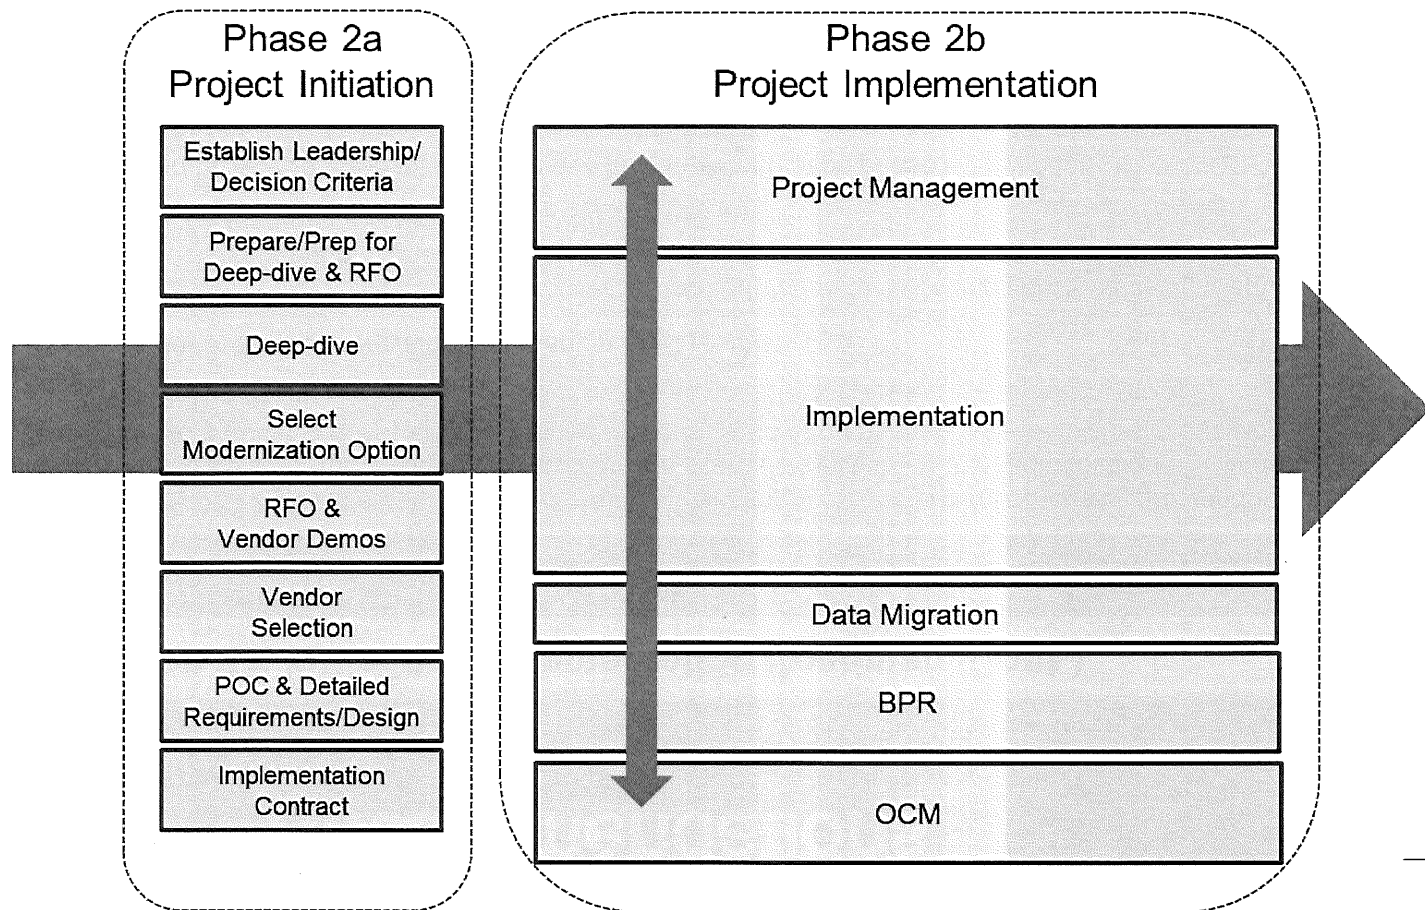 Phase 2a
Project Initiation
Establish Leadership/
Decision Criteria
Prepare/Prep for
Deep-dive & RFO
Deep-dive
Select
Modernization Option
RFO &
Vendor Demos
Vendor
Selection
POC & Detailed
Requirements/Design
Implementation
Contract
Phase 2b
Project Implementation
Project Management
Implementation
Data Migration
BPR
OCM